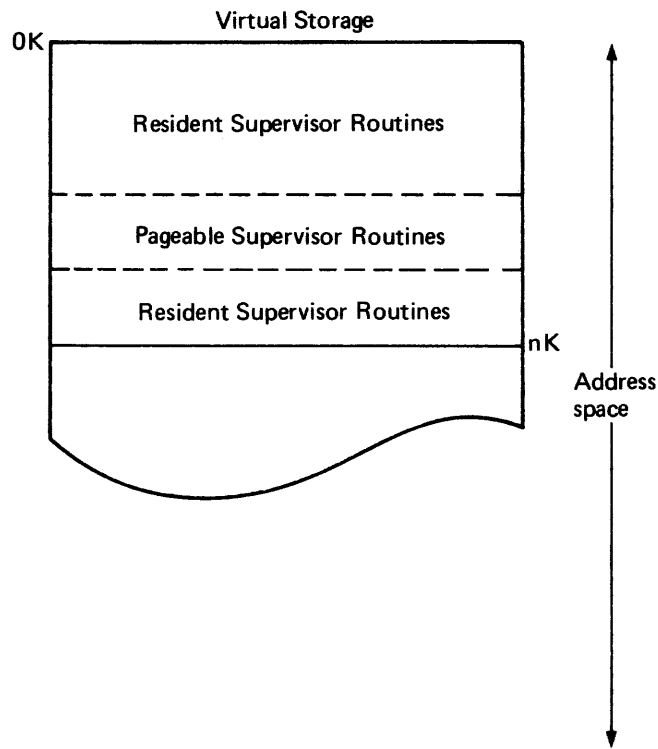 Virtual Storage
0K
Resident Supervisor Routines
Pageable Supervisor Routines
Resident Supervisor Routines
nK
Address
space